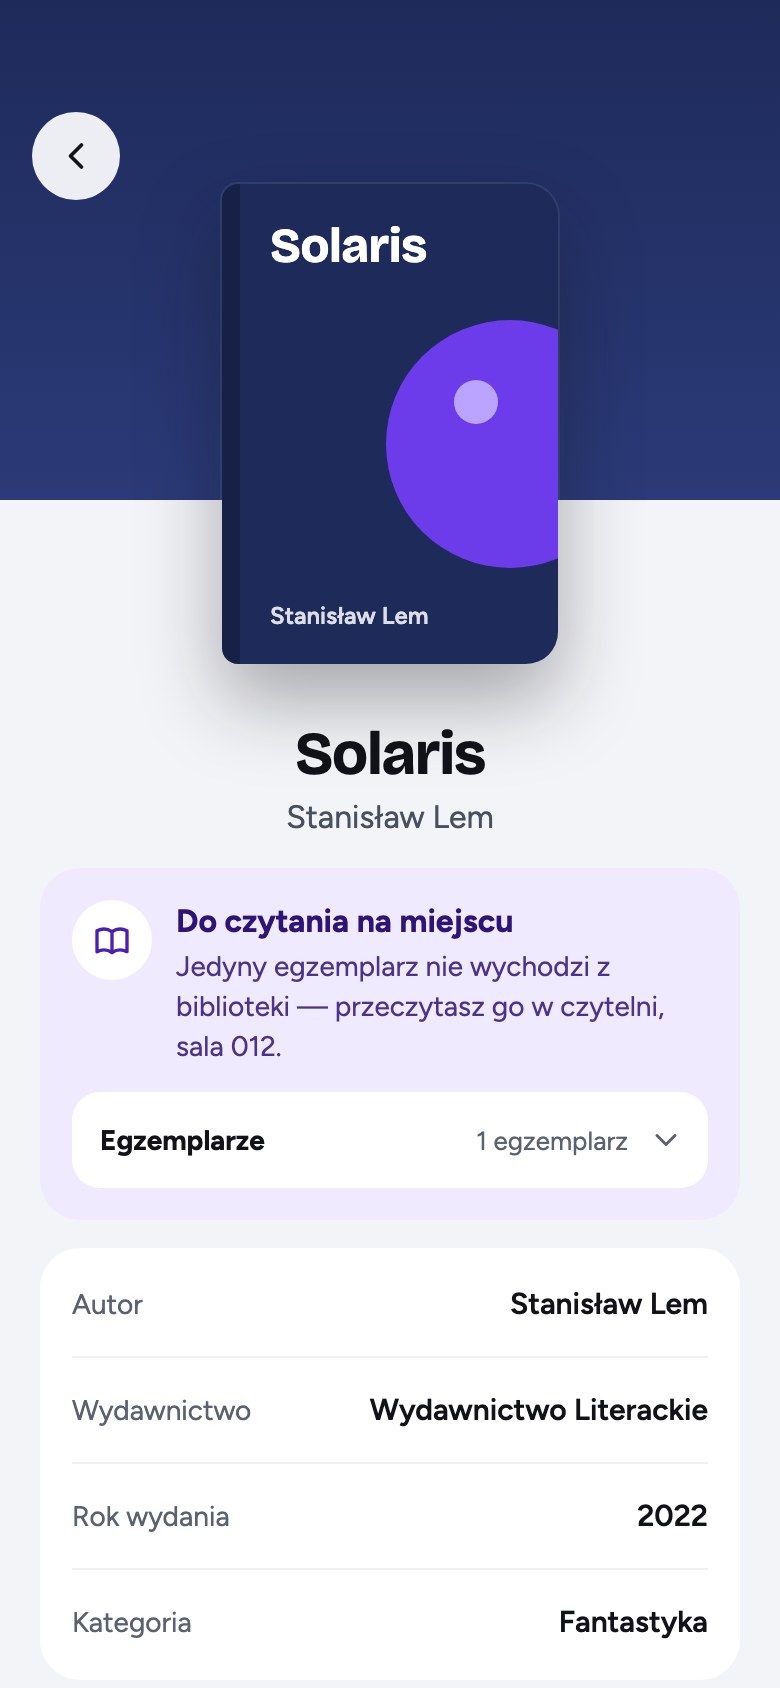 Solaris
Stanisław Lem
Solaris
Stanisław Lem
Do czytania na miejscu
Jedyny egzemplarz nie wychodzi z
biblioteki — przeczytasz go w czytelni,
sala 012.
Egzemplarze 1 egzemplarz
Autor Stanisław Lem
Wydawnictwo Wydawnictwo Literackie
Rok wydania 2022
Kategoria Fantastyka